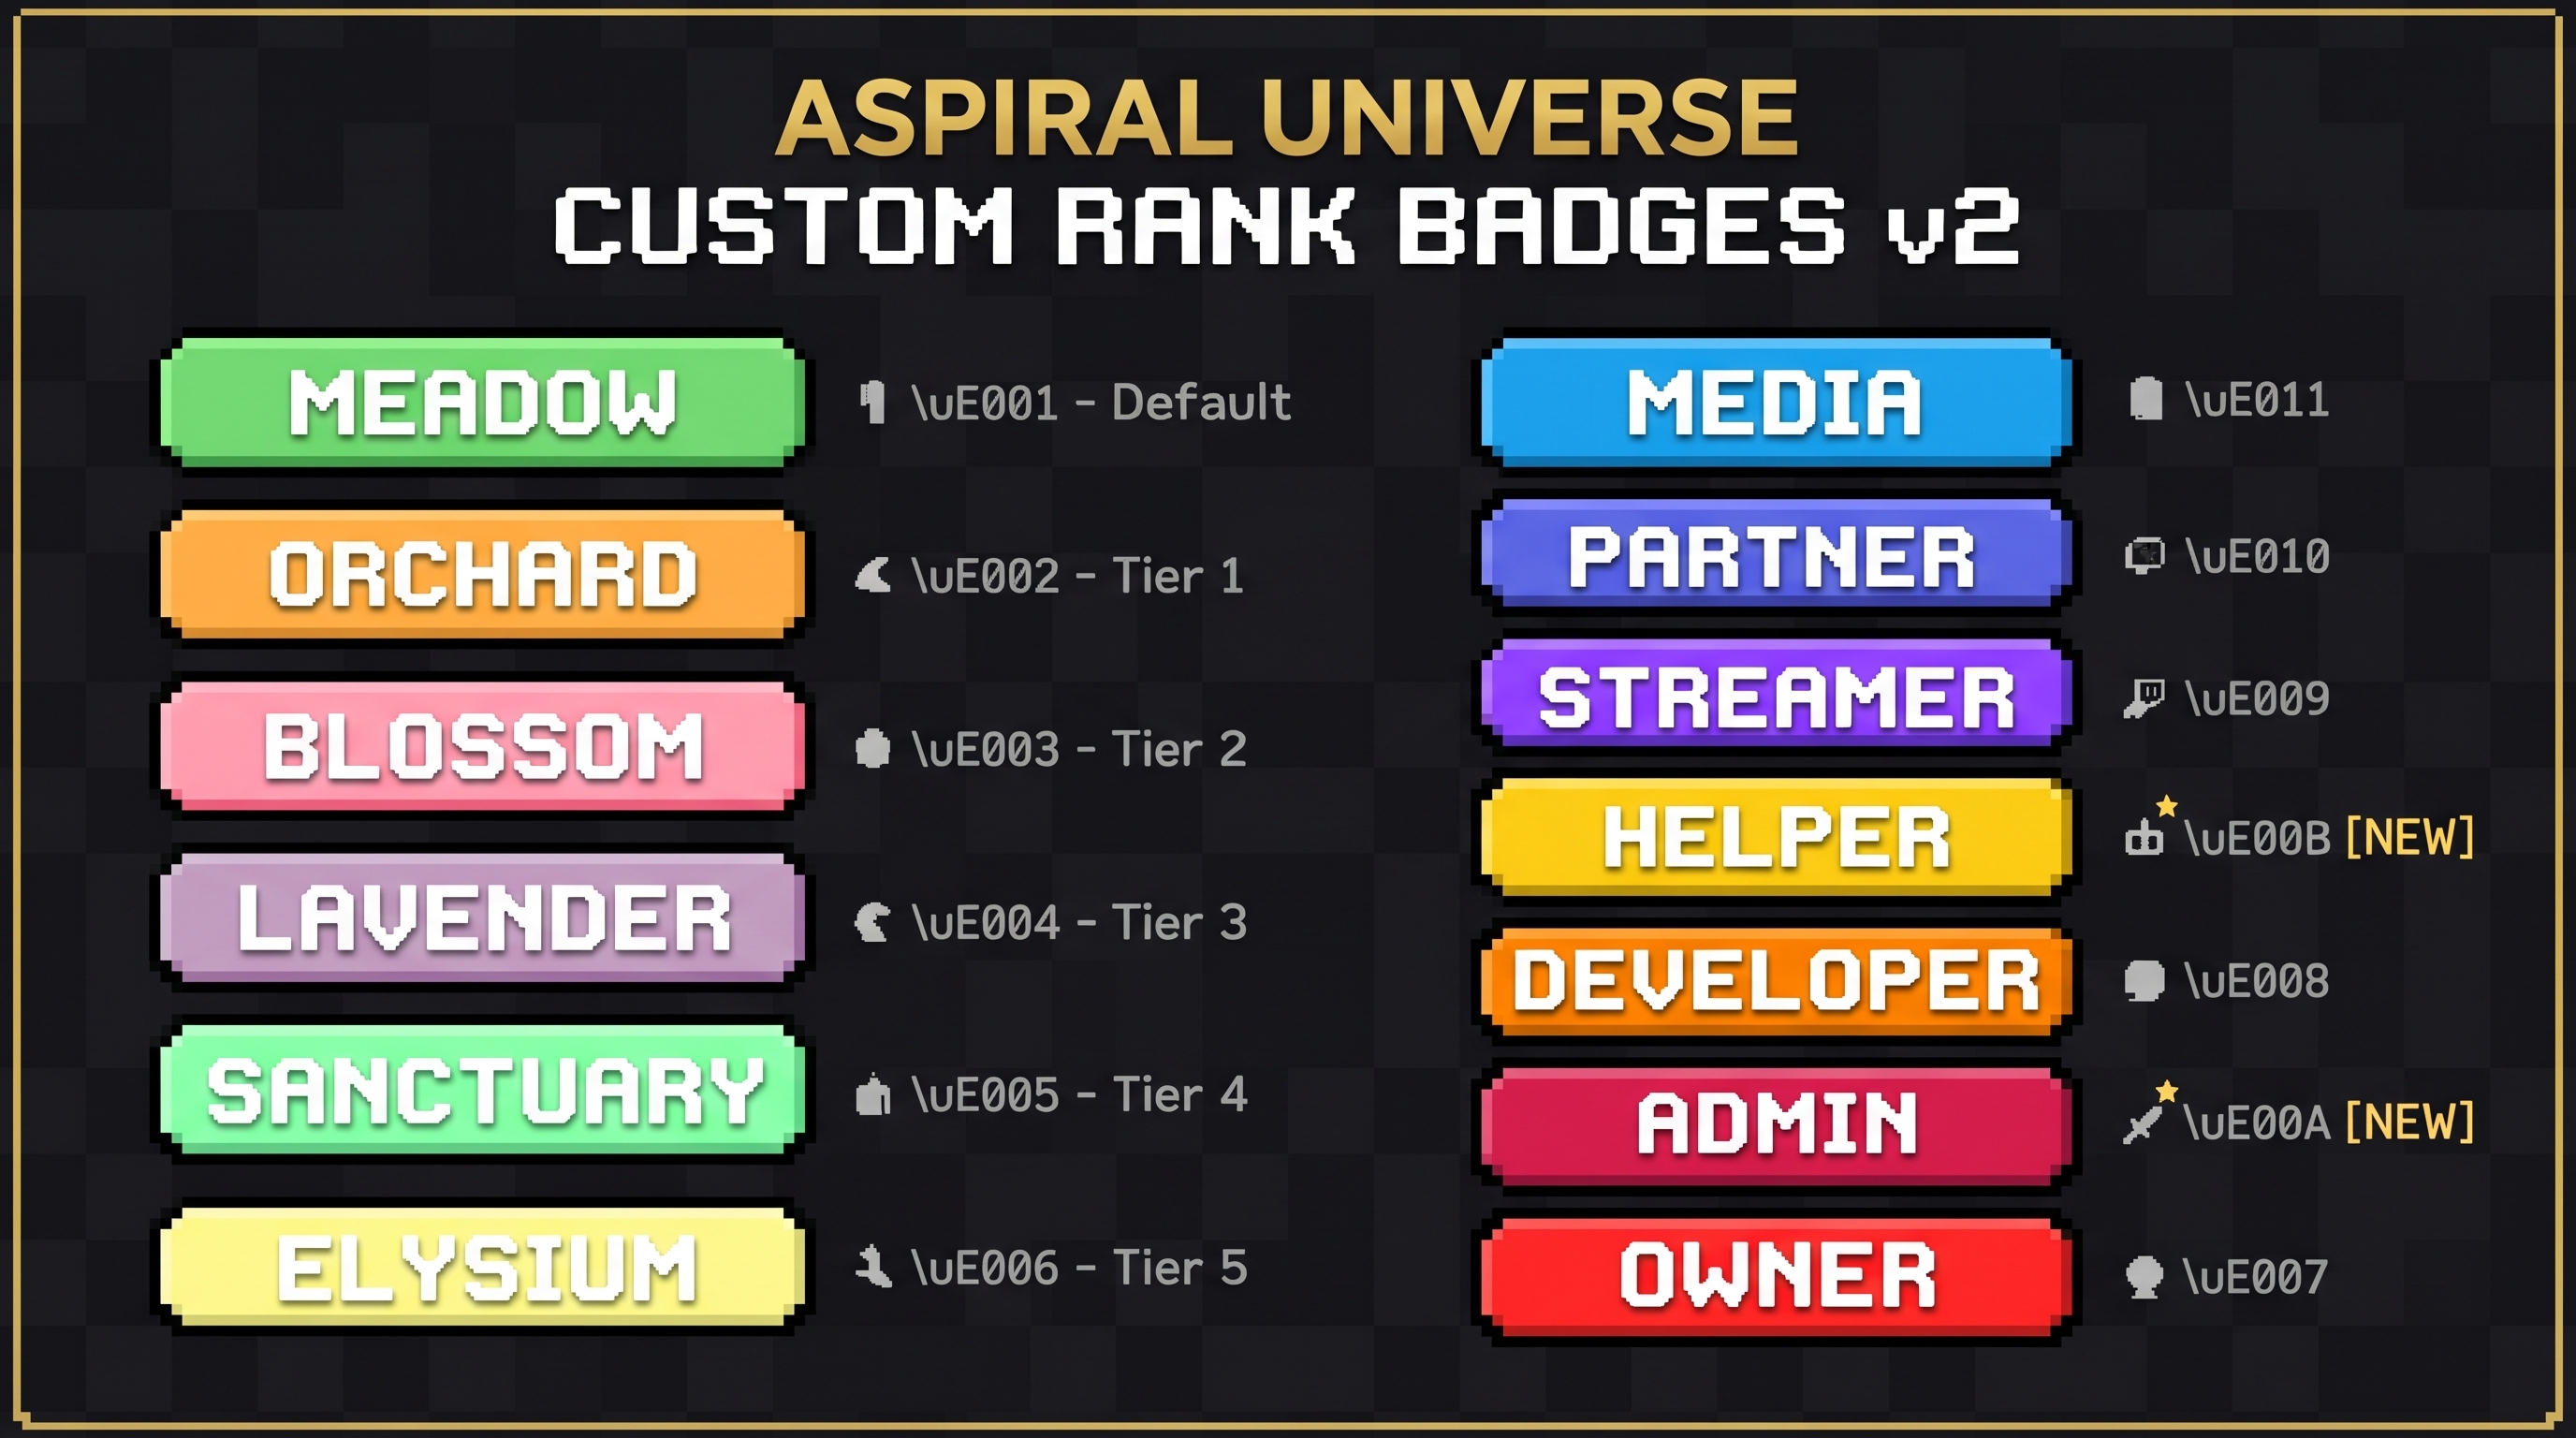 ASPIRAL UNIVERSE
CUSTOM RANK BADGES v2
MEADOW \uE001 - Default
ORCHARD \uE002 - Tier 1
BLOSSOM \uE003 - Tier 2
LAVENDER \uE004 - Tier 3
SANCTUARY \uE005 - Tier 4
ELYSIUM \uE006 - Tier 5
MEDIA \uE011
PARTNER \uE010
STREAMER \uE009
HELPER \uE00B [NEW]
DEVELOPER \uE008
ADMIN \uE00A [NEW]
OWNER \uE007